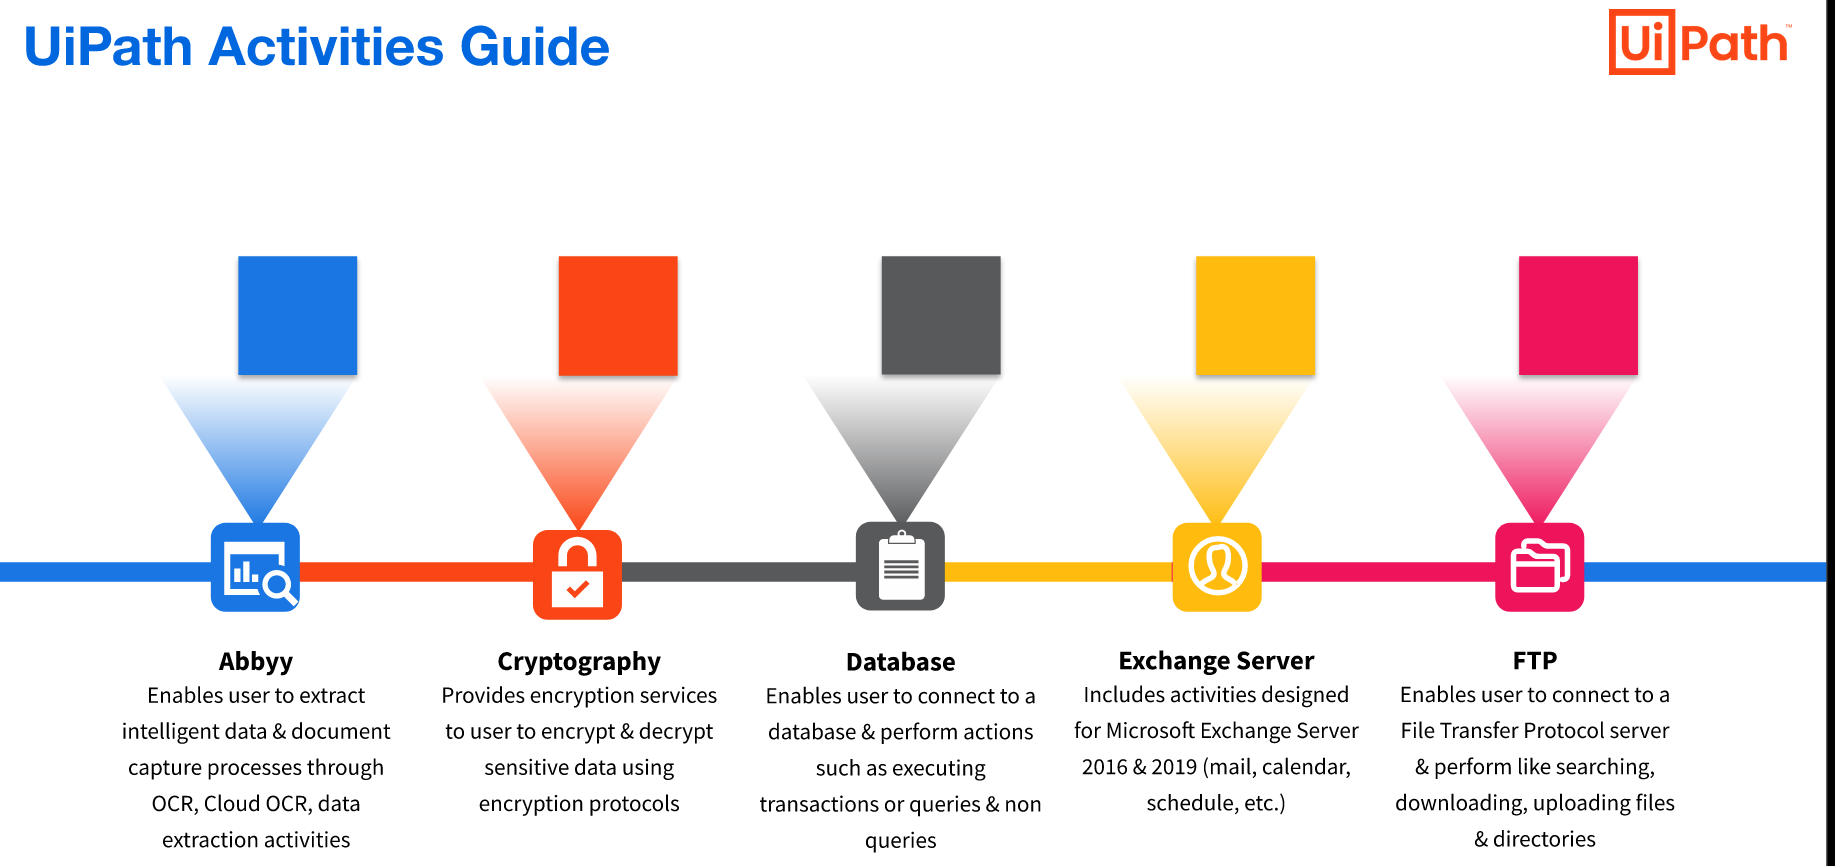 UiPath Activities Guide
UiPath™
Abbyy
Enables user to extract
intelligent data & document
capture processes through
OCR, Cloud OCR, data
extraction activities
Cryptography
Provides encryption services
to user to encrypt & decrypt
sensitive data using
encryption protocols
Database
Enables user to connect to a
database & perform actions
such as executing
transactions or queries & non
queries
Exchange Server
Includes activities designed
for Microsoft Exchange Server
2016 & 2019 (mail, calendar,
schedule, etc.)
FTP
Enables user to connect to a
File Transfer Protocol server
& perform like searching,
downloading, uploading files
& directories